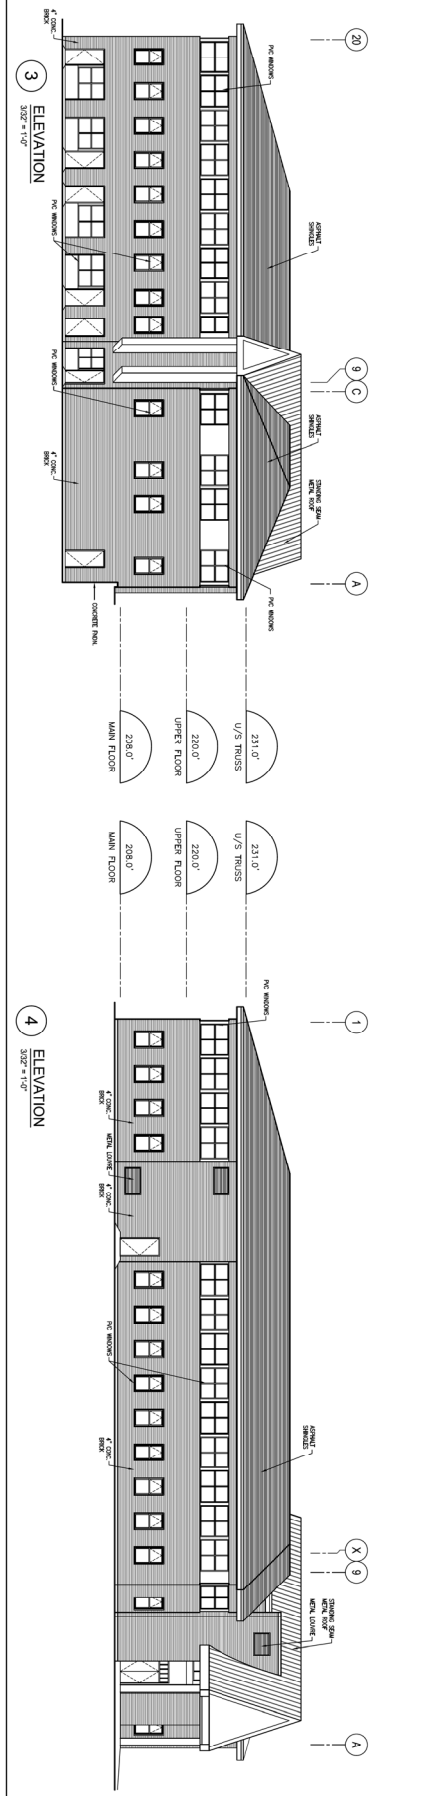 20
9
C
A
PVC WINDOWS
ASPHALT
SHINGLES
ASPHALT
SHINGLES
STANDING SEAM
METAL ROOF
PVC WINDOWS
4" CONC.
BRICK
PVC WINDOWS
PVC WINDOWS
4" CONC.
BRICK
CONCRETE FNDN.
3
ELEVATION
3/32" = 1'-0"
231.0'
U/S TRUSS
220.0'
UPPER FLOOR
208.0'
MAIN FLOOR
231.0'
U/S TRUSS
220.0'
UPPER FLOOR
208.0'
MAIN FLOOR
1
X
9
A
PVC WINDOWS
ASPHALT
SHINGLES
STANDING SEAM
METAL ROOF
METAL LOUVRE
4" CONC.
BRICK
METAL LOUVRE
4" CONC.
BRICK
PVC WINDOWS
4" CONC.
BRICK
4
ELEVATION
3/32" = 1'-0"